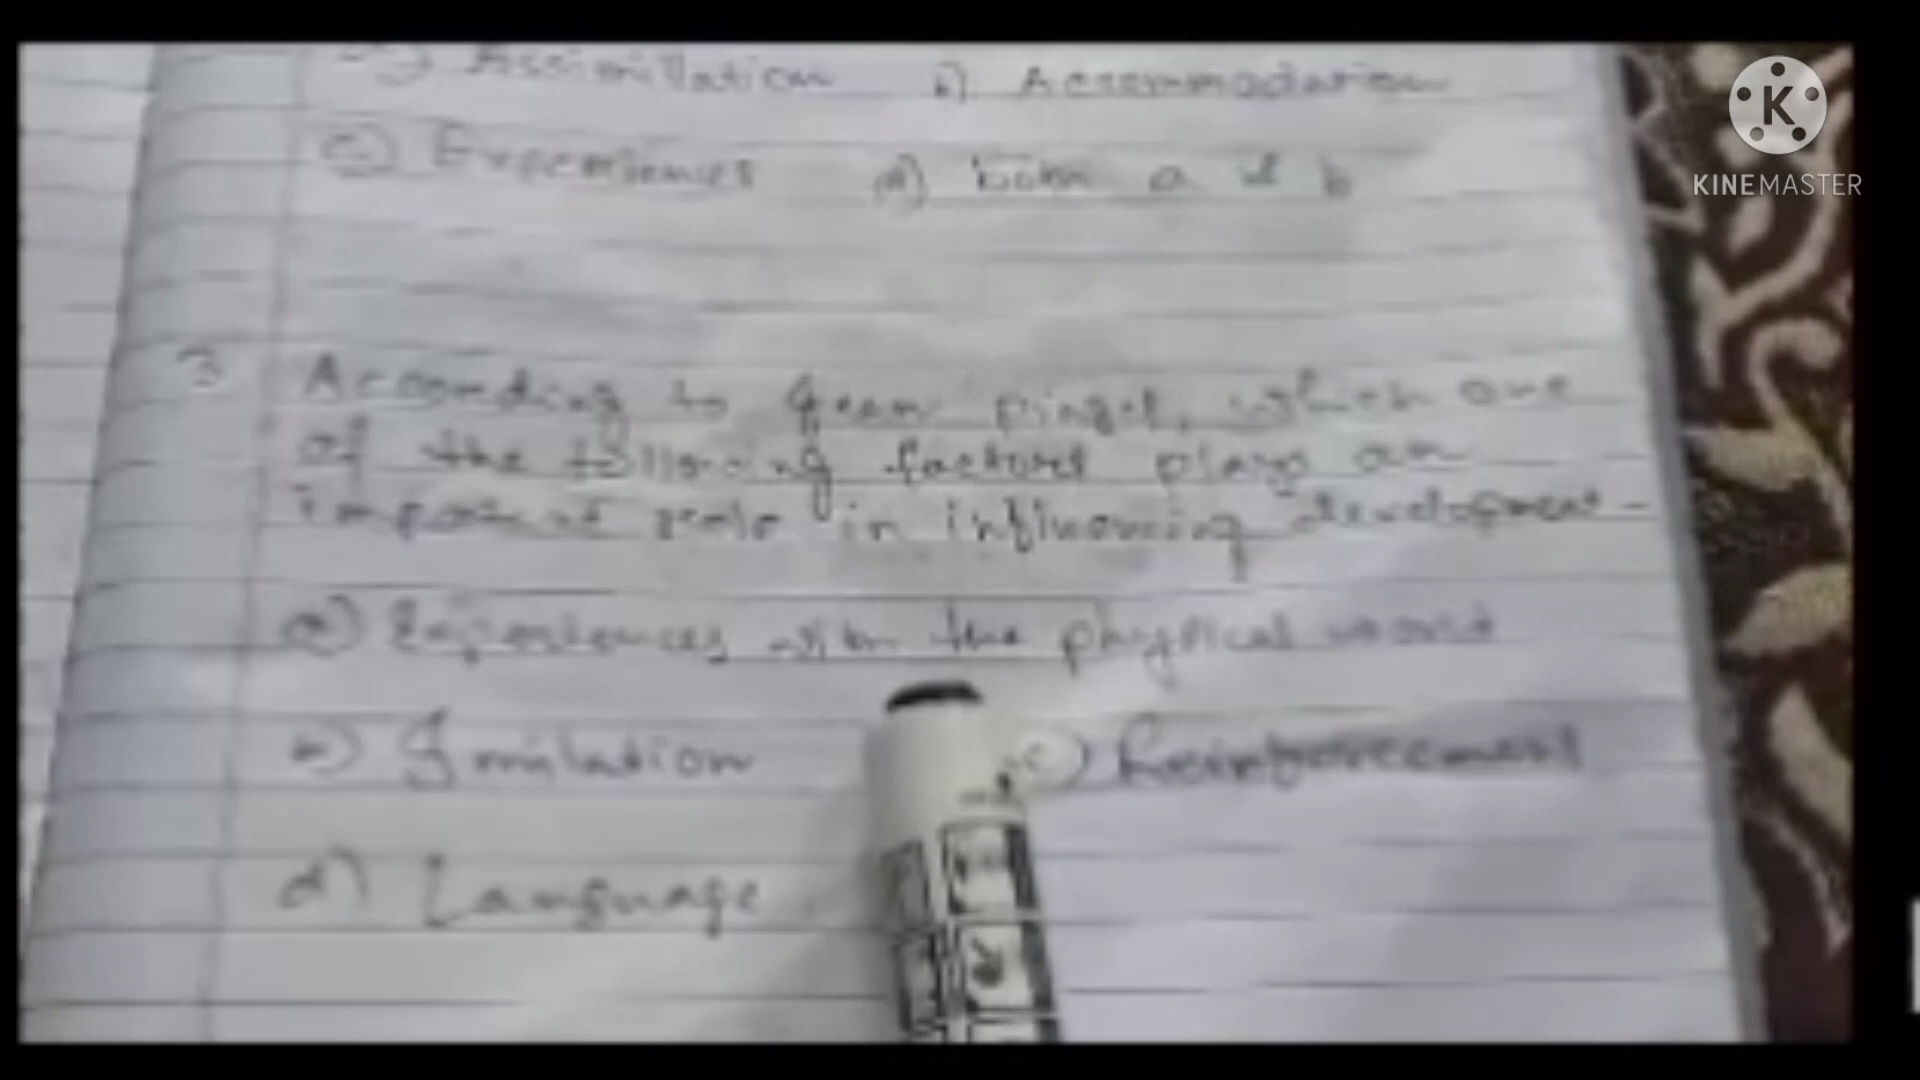 Assimillation b) Accommodation
c) Experiences d) both a & b
KINEMASTER
3 According to Jean piaget, which one
of the following factors plays an
important role in influencing development-
a) Experiences with the physical world
b) Imitation c) Reinforcement
d) Language